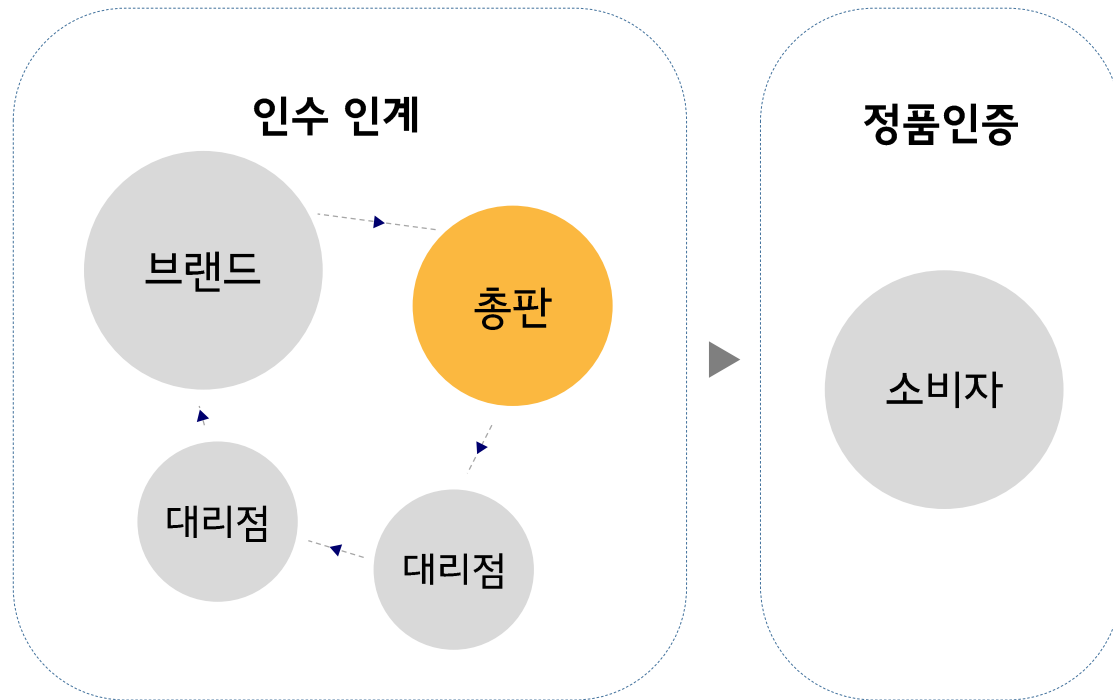 인수 인계
정품인증
브랜드
총판
소비자
대리점
대리점